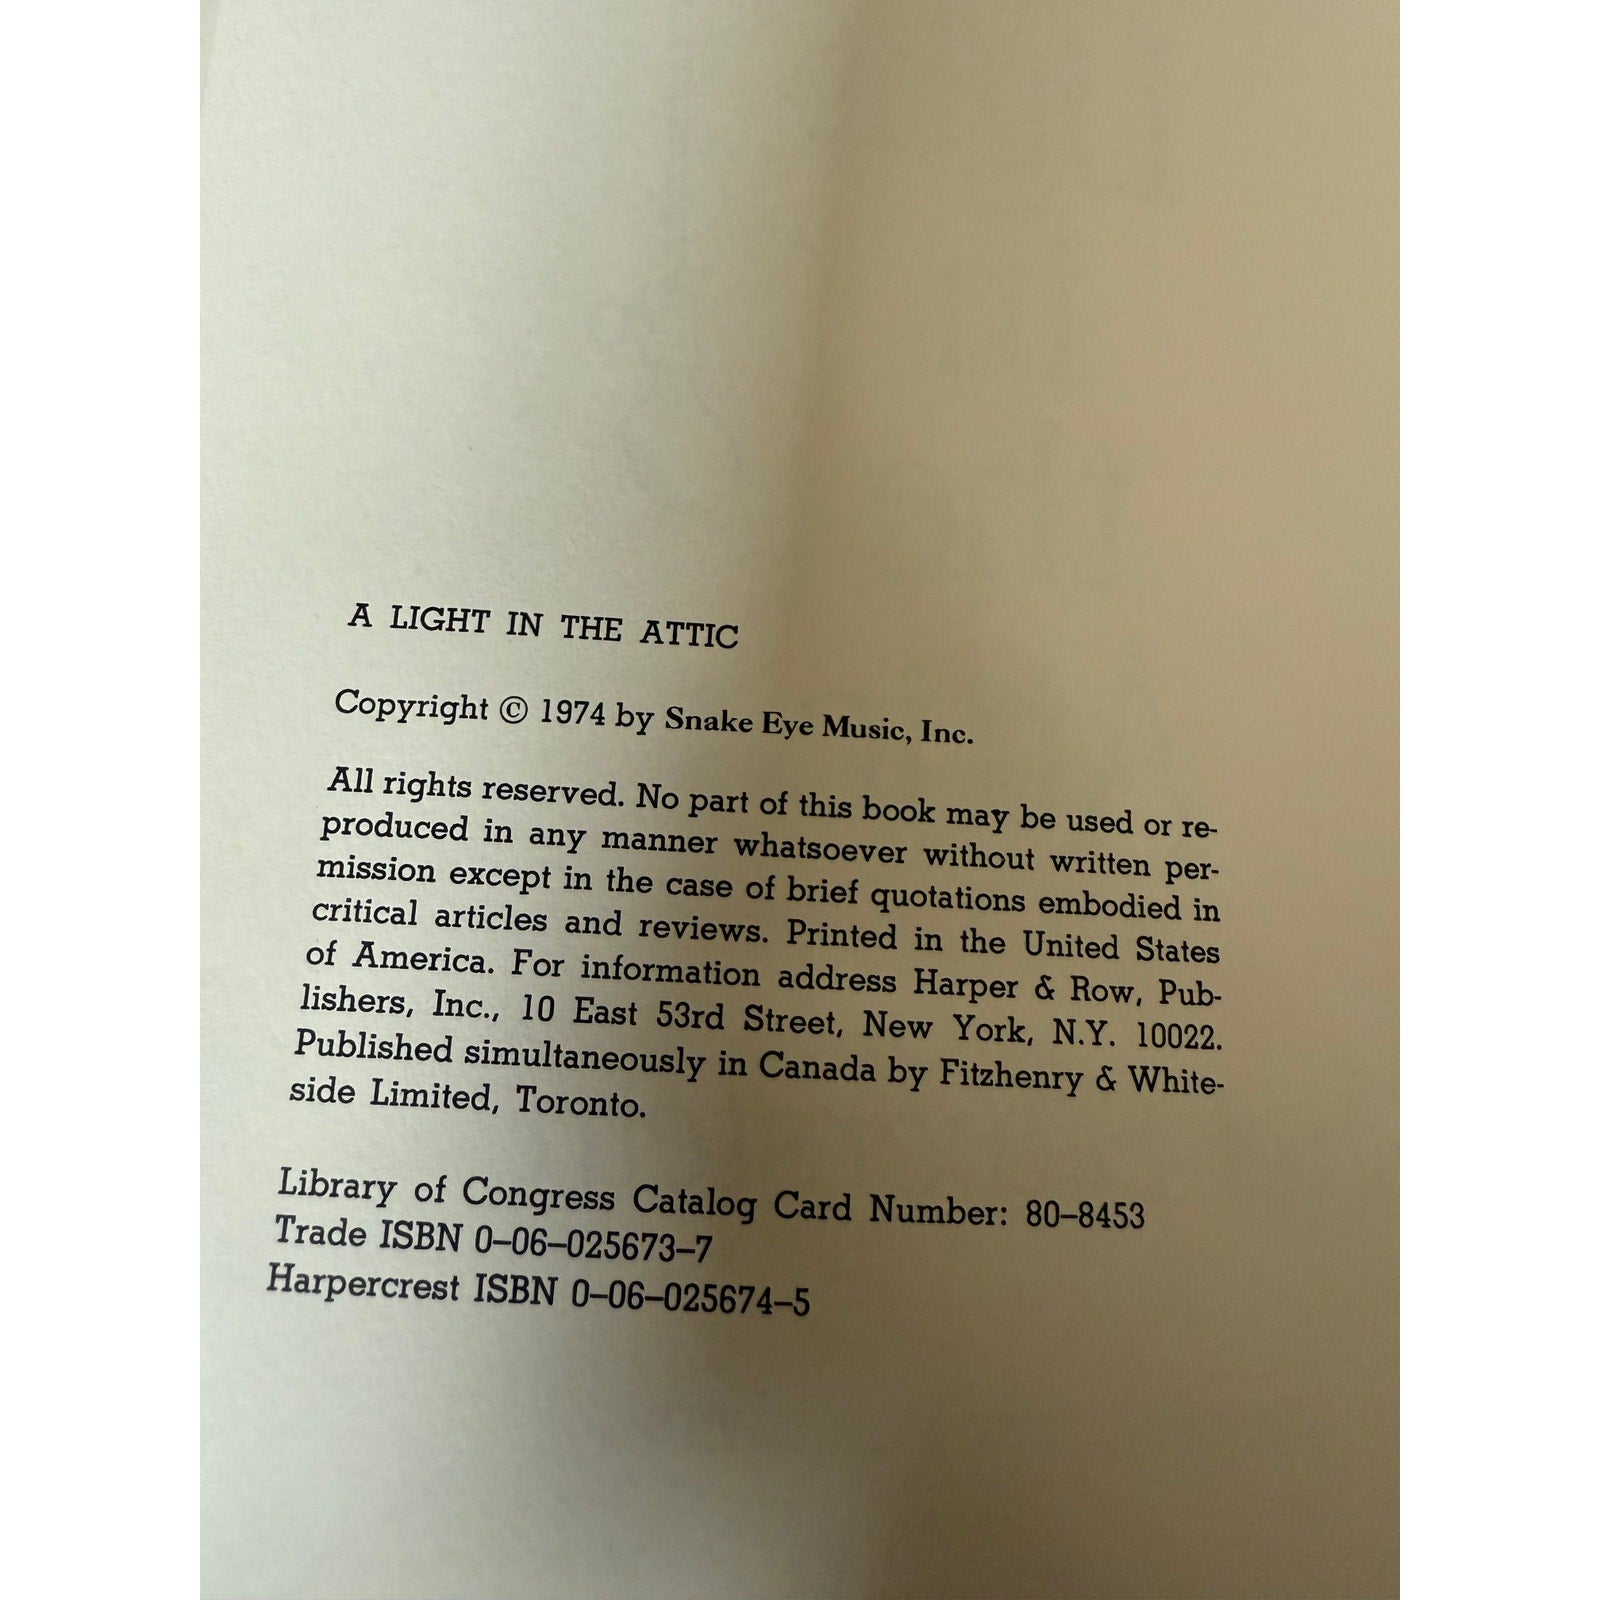 A LIGHT IN THE ATTIC
Copyright © 1974 by Snake Eye Music, Inc.
All rights reserved. No part of this book may be used or re-
produced in any manner whatsoever without written per-
mission except in the case of brief quotations embodied in
critical articles and reviews. Printed in the United States
of America. For information address Harper & Row, Pub-
lishers, Inc., 10 East 53rd Street, New York, N.Y. 10022.
Published simultaneously in Canada by Fitzhenry & White-
side Limited, Toronto.
Library of Congress Catalog Card Number: 80–8453
Trade ISBN 0–06–025673–7
Harpercrest ISBN 0–06–025674–5